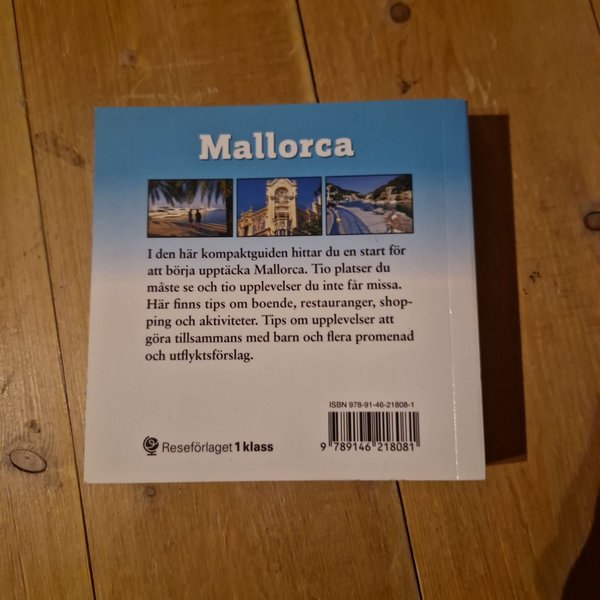 Mallorca
I den här kompaktguiden hittar du en start för
att börja upptäcka Mallorca. Tio platser du
måste se och tio upplevelser du inte får missa.
Här finns tips om boende, restauranger, shop-
ping och aktiviteter. Tips om upplevelser att
göra tillsammans med barn och flera promenad
och utflyktsförslag.
ISBN 978-91-46-21808-1
9 789146 218081
Reseförlaget 1 klass